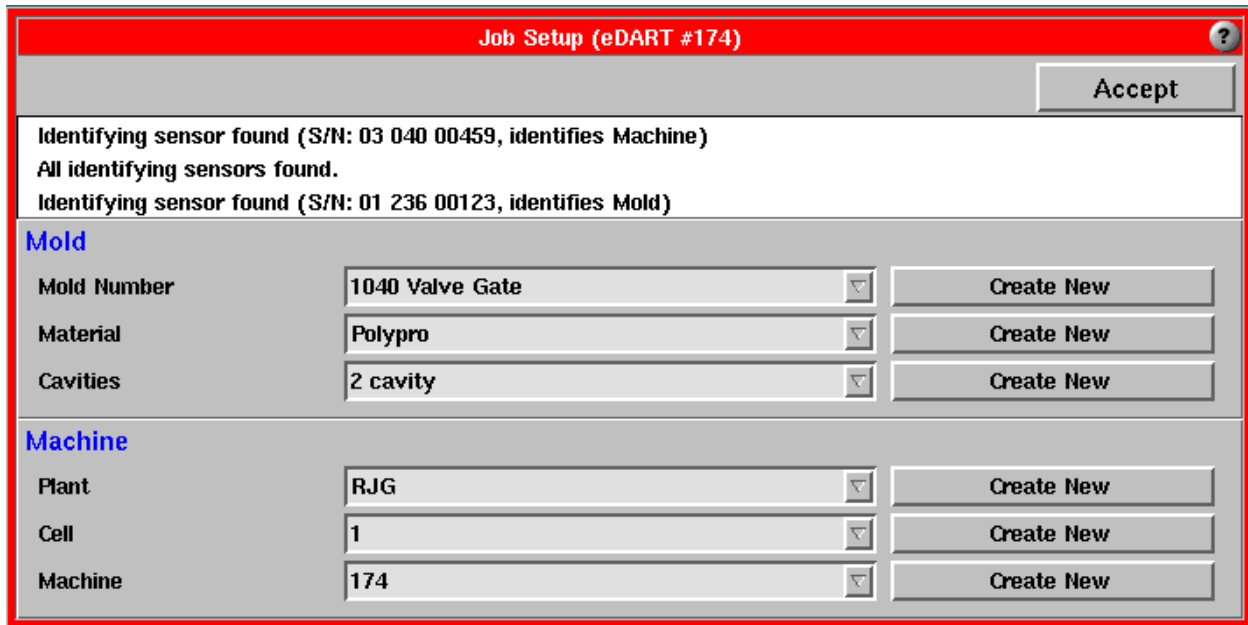 Job Setup (eDART #174) ?
Accept
Identifying sensor found (S/N: 03 040 00459, identifies Machine)
All identifying sensors found.
Identifying sensor found (S/N: 01 236 00123, identifies Mold)
Mold
Mold Number 1040 Valve Gate Create New
Material Polypro Create New
Cavities 2 cavity Create New
Machine
Plant RJG Create New
Cell 1 Create New
Machine 174 Create New